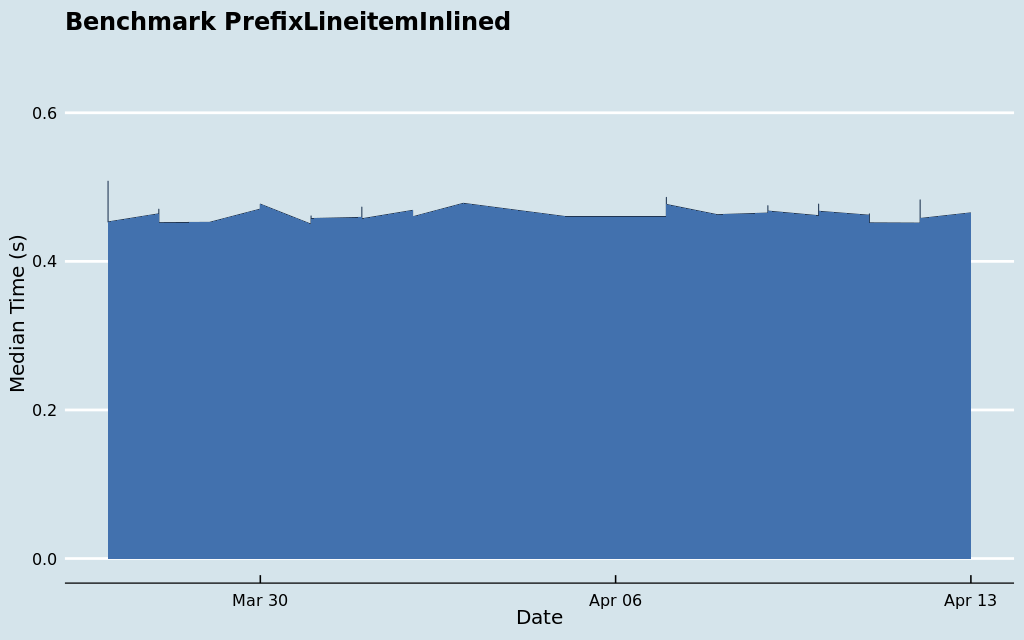 Benchmark PrefixLineitemInlined
Median Time (s)
0.6
0.4
0.2
0.0
Mar 30
Apr 06
Apr 13
Date